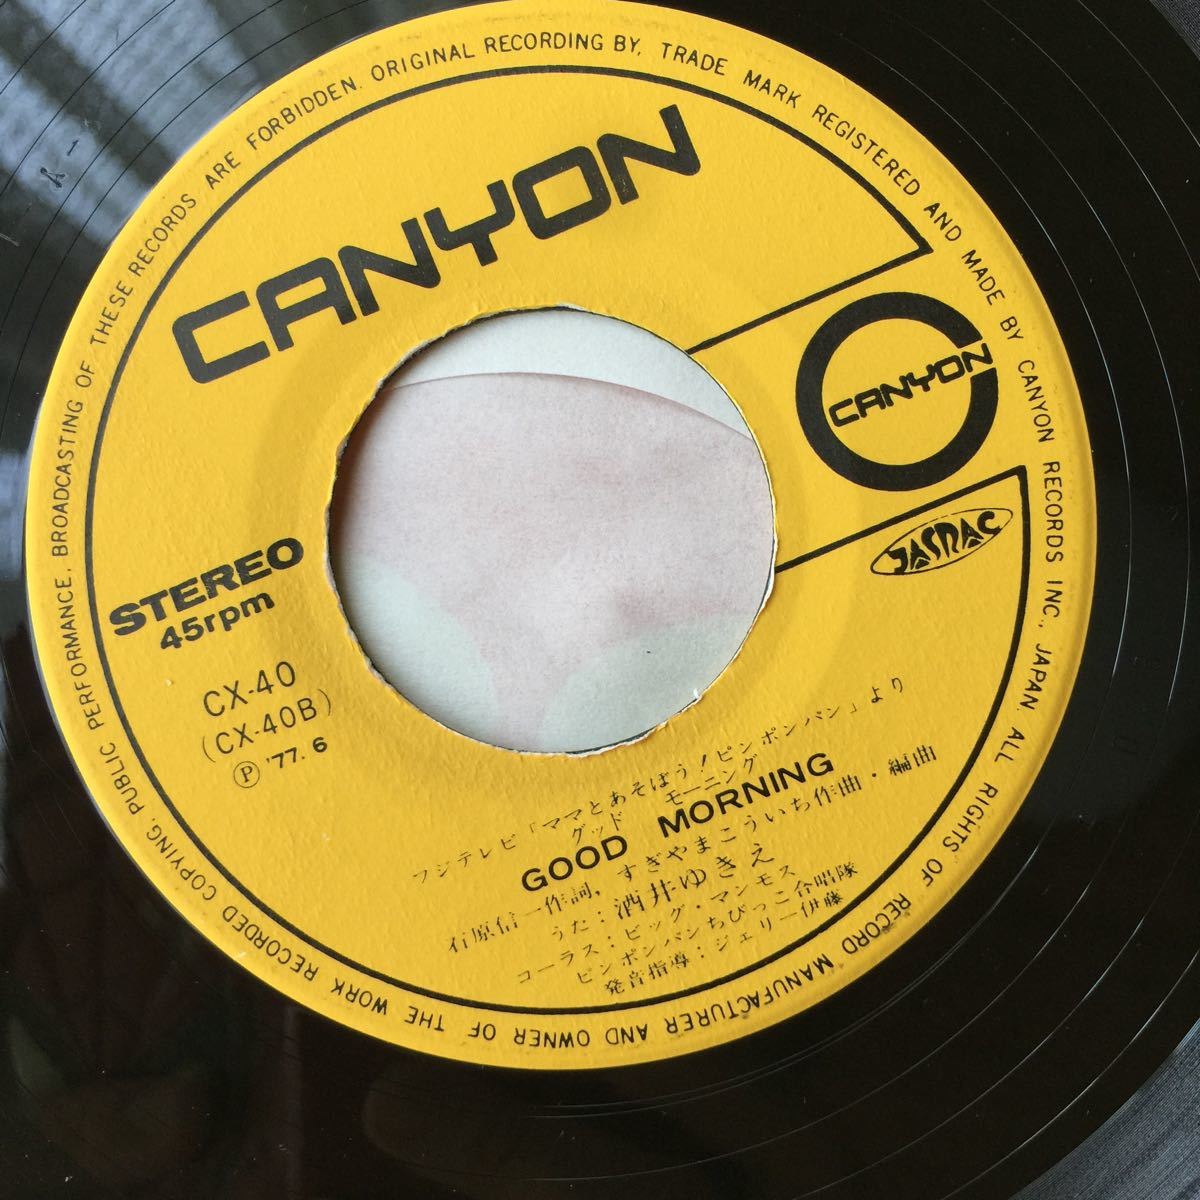 CANYON
CANYON
JASRAC
STEREO
45rpm
CX-40
(CX-40B)
Ⓟ '77.6
フジテレビ「ママとあそぼう!ピンポンパン」より
グッド モーニング
GOOD MORNING
石原信一作詞, すぎやまこういち作曲・編曲
うた:酒井ゆきえ
コーラス:ビッグ・マンモス
ピンポンパンちびっこ合唱隊
発音指導:ジェリー伊藤
ORIGINAL RECORDING BY, TRADE MARK REGISTERED AND MADE BY CANYON RECORDS INC., JAPAN. ALL RIGHTS OF RECORD MANUFACTURER AND OWNER OF THE WORK RECORDED COPYING, PUBLIC PERFORMANCE, BROADCASTING OF THESE RECORDS ARE FORBIDDEN.
A-